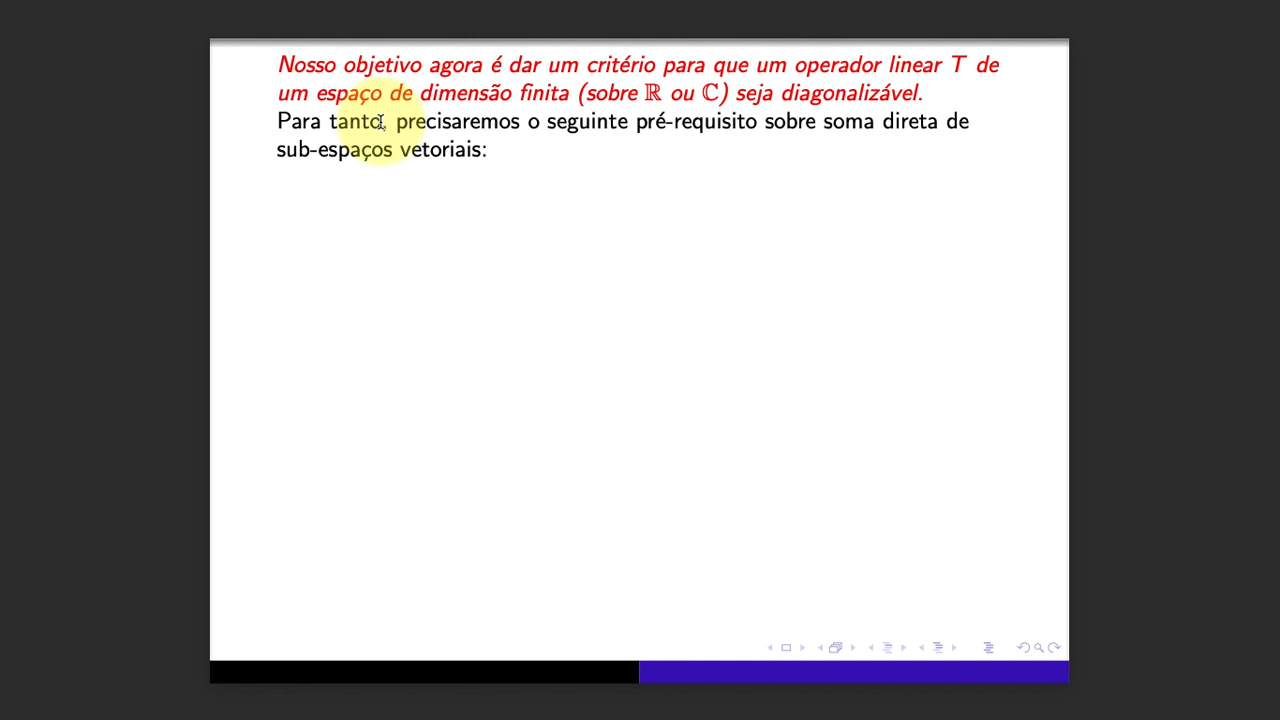 Nosso objetivo agora é dar um critério para que um operador linear T de
um espaço de dimensão finita (sobre ℝ ou ℂ) seja diagonalizável.
Para tanto, precisaremos o seguinte pré-requisito sobre soma direta de
sub-espaços vetoriais: